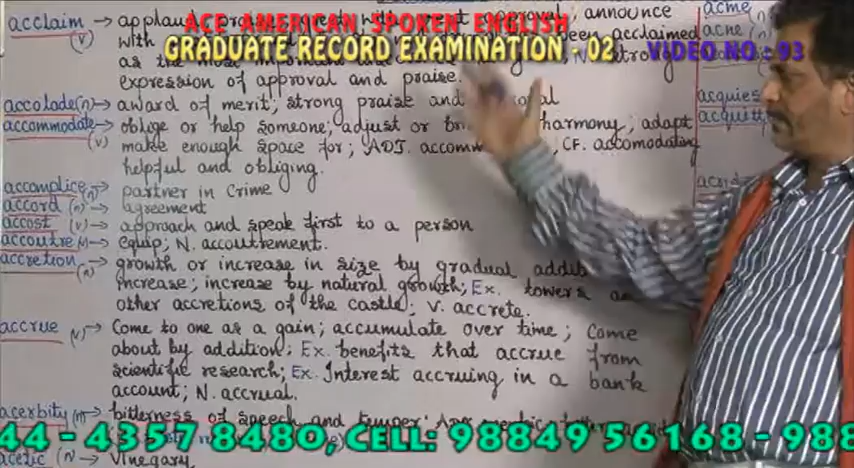 ACE AMERICAN SPOKEN ENGLISH
GRADUATE RECORD EXAMINATION - 02 VIDEO NO : 93
acclaim (v) → applaud announce
with been acclaimed
as the most
expression of approval and praise.
accolade (n) → award of merit; strong praise and
accommodate (v) → oblige or help someone; adjust or harmony; adapt
make enough space for; ADJ. CF. accomodating
helpful and obliging.
accomplice (n) → partner in crime
accord (n) → agreement
accost (v) → approach and speak first to a person
accoutre → equip; N. accoutrement.
accretion (n) → growth or increase in size by gradual
increase; increase by natural growth; Ex. towers
other accretions of the castle; V. accrete.
accrue (v) → Come to one as a gain; accumulate over time; Come
about by addition; Ex. benefits that accrue from
scientific research; Ex. Interest accruing in a bank
account; N. accrual.
acerbity (n) → bitterness of speech and temper;
acetic → vinegary
acme (n)
acne (n)
acquies
acquitt
44 - 4357 8480, CELL: 98849 56168 - 988